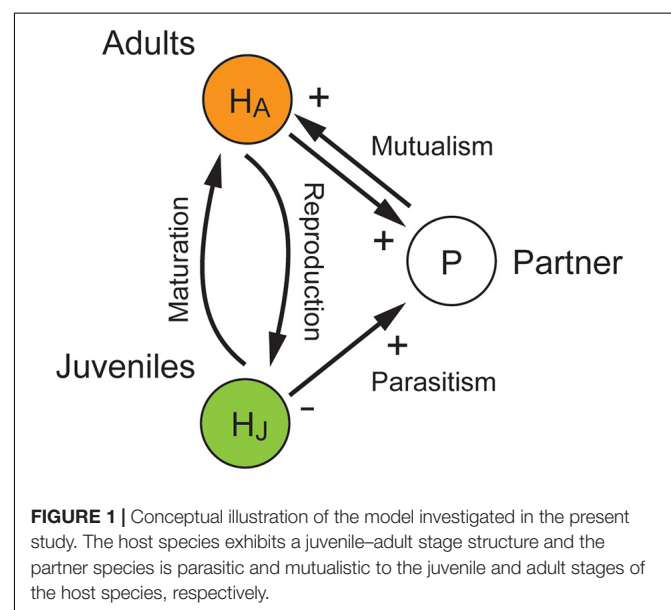 Adults
HA
+
Mutualism
Maturation
Reproduction
+
P
Partner
Juveniles
+
Parasitism
HJ
-
FIGURE 1 | Conceptual illustration of the model investigated in the present
study. The host species exhibits a juvenile–adult stage structure and the
partner species is parasitic and mutualistic to the juvenile and adult stages of
the host species, respectively.